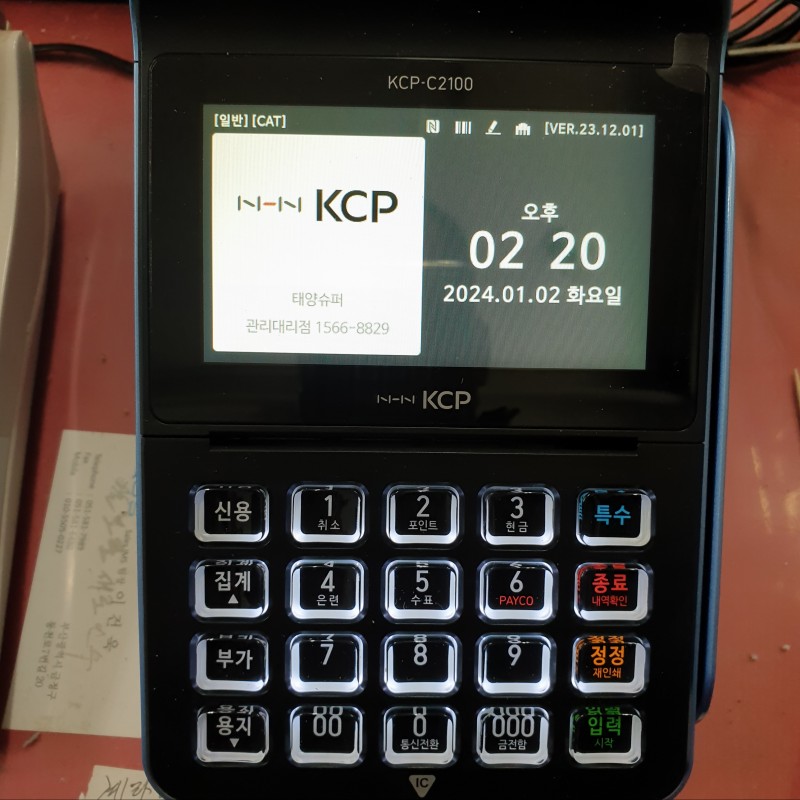 KCP-C2100
[일반] [CAT]
[VER.23.12.01]
NHN KCP
태양슈퍼
관리대리점 1566-8829
오후
02 20
2024.01.02 화요일
NHN KCP
신용
1
취소
2
포인트
3
현금
특수
집계
▲
4
은련
5
수표
6
PAYCO
종료
내역확인
부가
7
8
9
정정
재인쇄
용지
▼
00
0
통신전환
000
금전함
입력
시작
IC